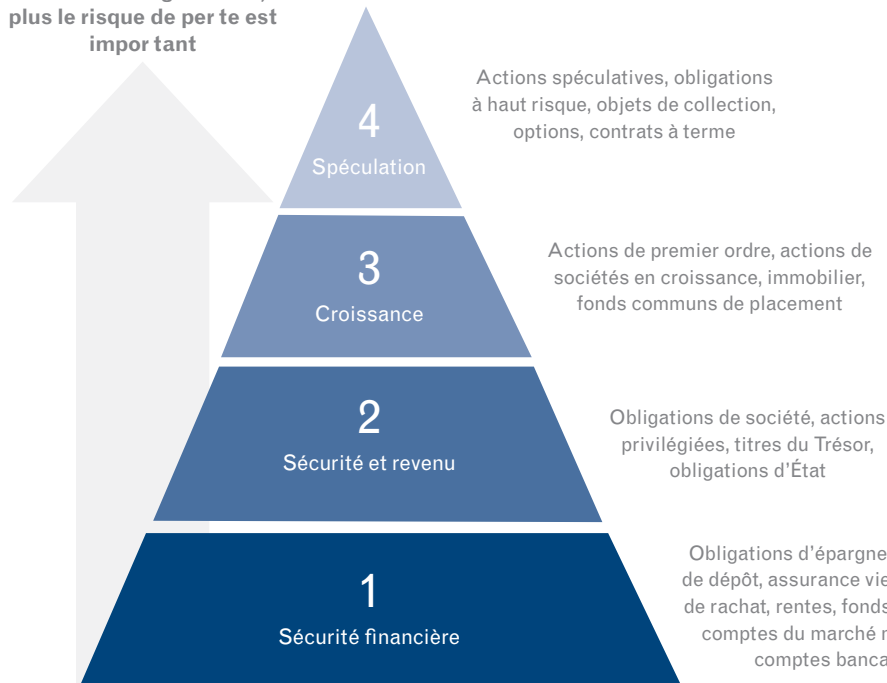 plus le risque de per te est
impor tant
4
Spéculation
Actions spéculatives, obligations
à haut risque, objets de collection,
options, contrats à terme
3
Croissance
Actions de premier ordre, actions de
sociétés en croissance, immobilier,
fonds communs de placement
2
Sécurité et revenu
Obligations de société, actions
privilégiées, titres du Trésor,
obligations d'État
1
Sécurité financière
Obligations d'épargne
de dépôt, assurance vie
de rachat, rentes, fonds
comptes du marché
comptes